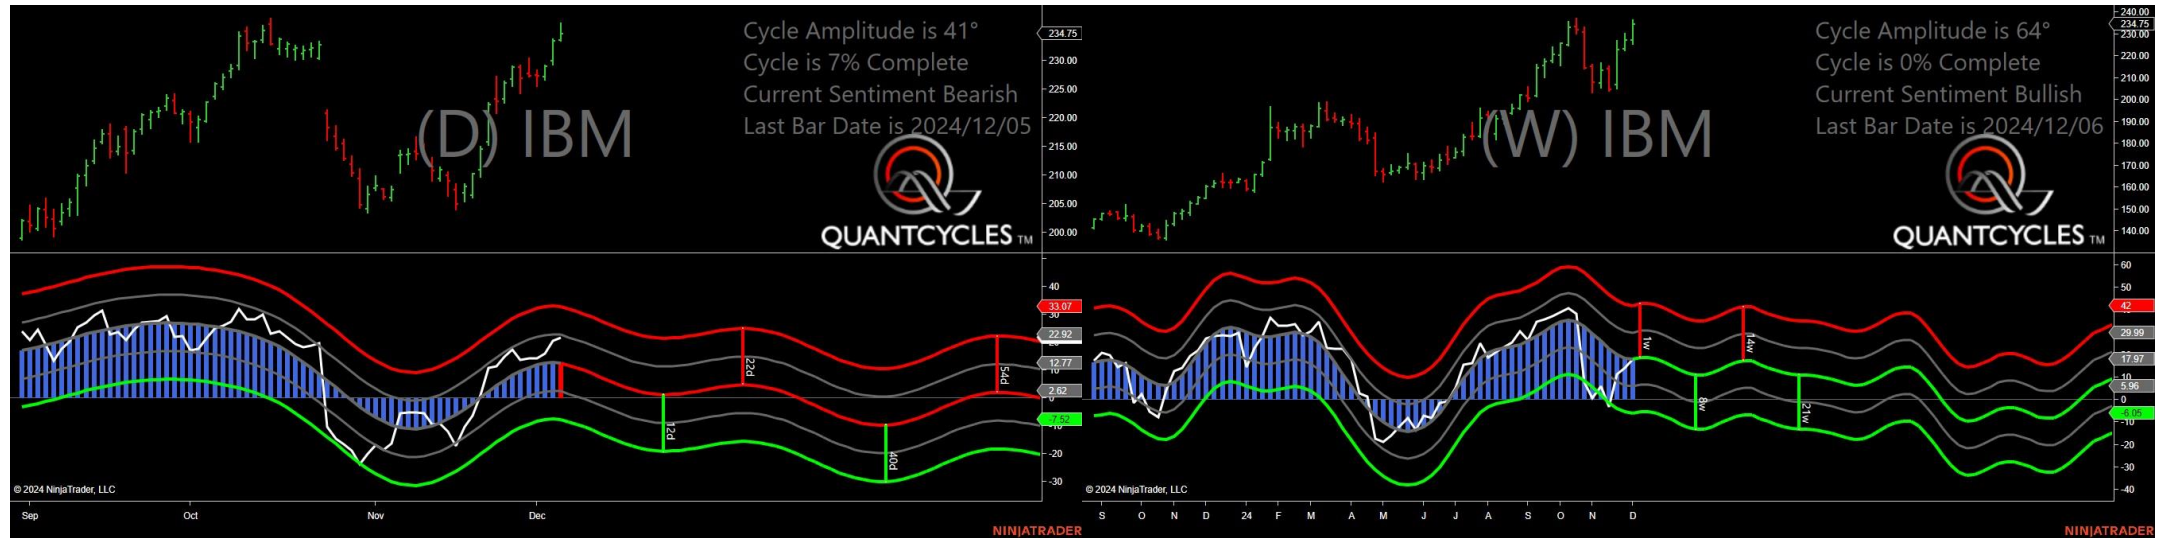 Cycle Amplitude is 41°
Cycle is 7% Complete
Current Sentiment Bearish
Last Bar Date is 2024/12/05
(D) IBM
QUANTCYCLES TM
234.75
230.00
225.00
220.00
215.00
210.00
205.00
200.00
40
33.07
30
22.92
20
12.77
10
2.62
0
-7.52
-10
-20
-30
12d
22d
40d
54d
© 2024 NinjaTrader, LLC
Sep
Oct
Nov
Dec
NINJATRADER
Cycle Amplitude is 64°
Cycle is 0% Complete
Current Sentiment Bullish
Last Bar Date is 2024/12/06
(W) IBM
QUANTCYCLES TM
240.00
234.75
230.00
220.00
210.00
200.00
190.00
180.00
170.00
160.00
150.00
140.00
60
50
42
29.99
17.97
10
5.96
0
-6.05
-10
-20
-30
-40
1w
8w
14w
21w
© 2024 NinjaTrader, LLC
S
O
N
D
24
F
M
A
M
J
J
A
S
O
N
D
NINJATRADER